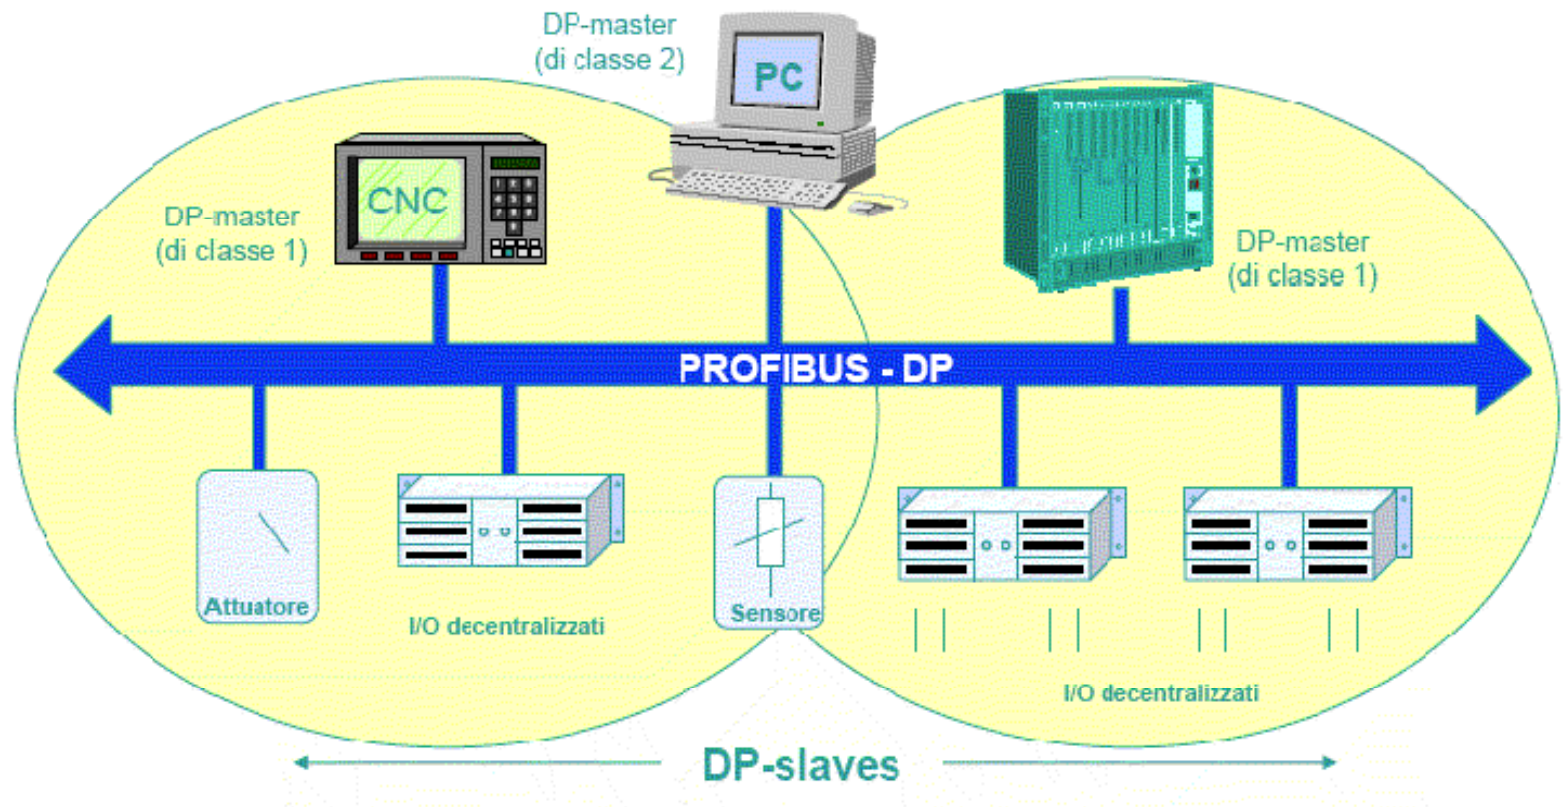 DP-master
(di classe 2)
PC
CNC
DP-master
(di classe 1)
PLC
DP-master
(di classe 1)
PROFIBUS - DP
Attuatore
I/O decentralizzati
Sensore
I/O decentralizzati
DP-slaves